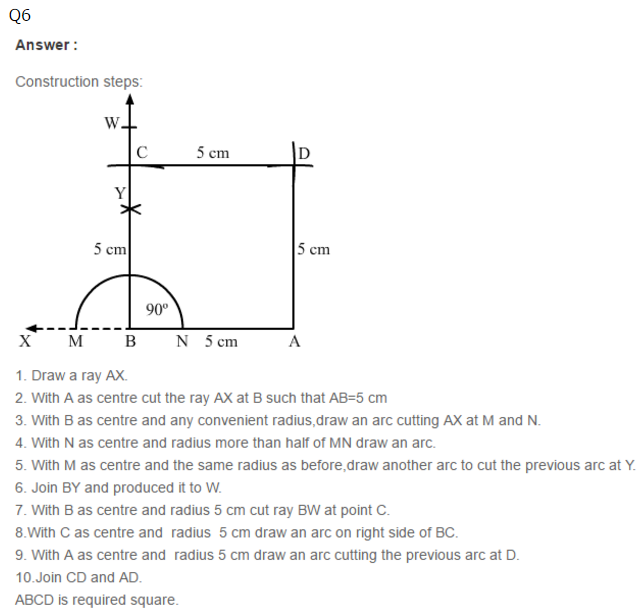 Q6
Answer :
Construction steps:
W
C 5 cm D
Y
5 cm 5 cm
90º
X M B N 5 cm A
1. Draw a ray AX.
2. With A as centre cut the ray AX at B such that AB=5 cm
3. With B as centre and any convenient radius,draw an arc cutting AX at M and N.
4. With N as centre and radius more than half of MN draw an arc.
5. With M as centre and the same radius as before,draw another arc to cut the previous arc at Y.
6. Join BY and produced it to W.
7. With B as centre and radius 5 cm cut ray BW at point C.
8.With C as centre and  radius  5 cm draw an arc on right side of BC.
9. With A as centre and  radius 5 cm draw an arc cutting the previous arc at D.
10.Join CD and AD.
ABCD is required square.